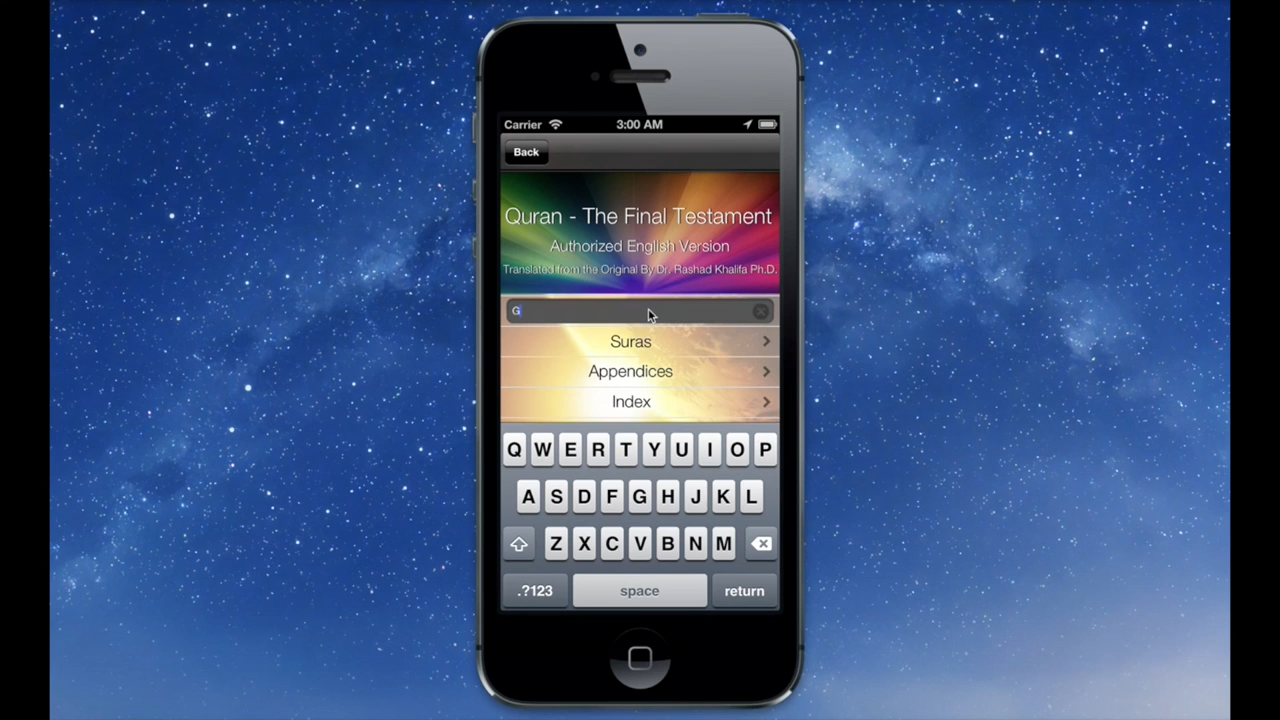 Carrier 3:00 AM
Back
Quran - The Final Testament
Authorized English Version
Translated from the Original By Dr. Rashad Khalifa Ph.D.
G
Suras
Appendices
Index
Q W E R T Y U I O P
A S D F G H J K L
Z X C V B N M
.?123 space return